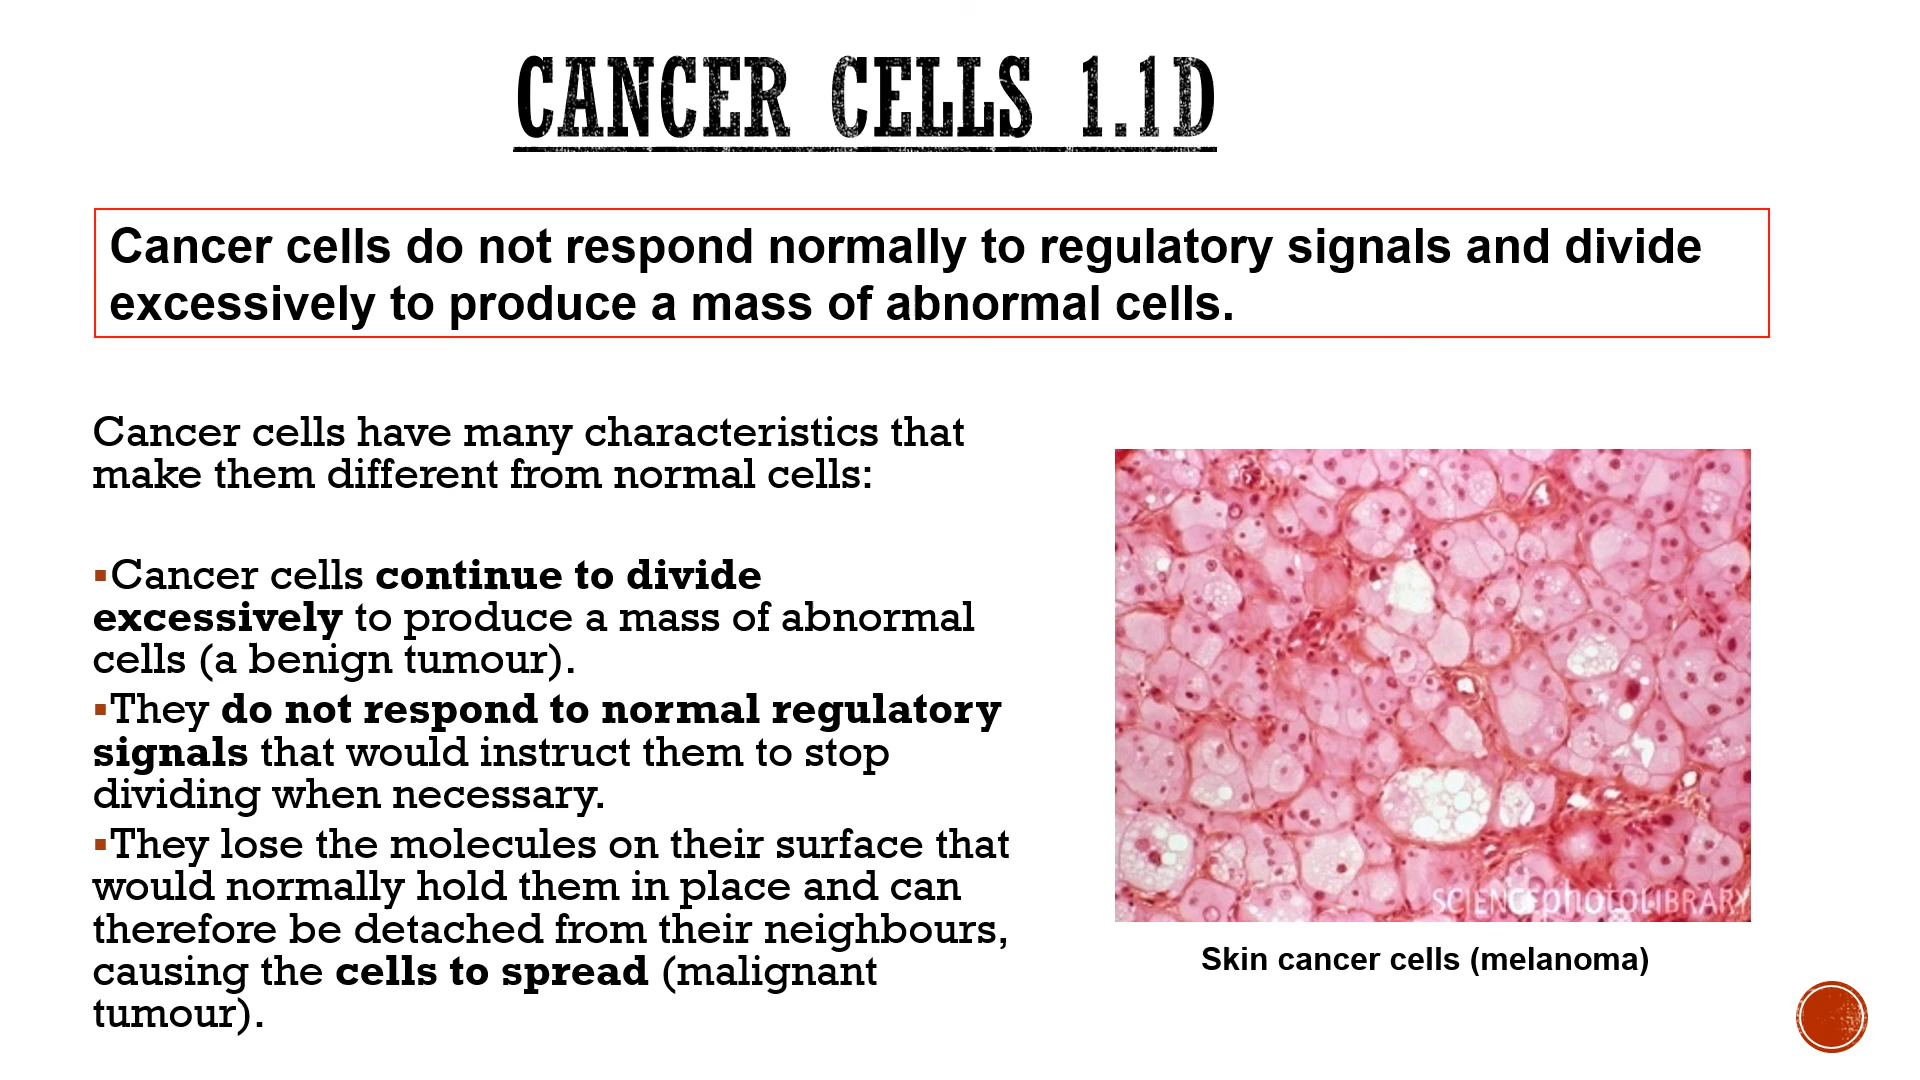 CANCER CELLS 1.1D
Cancer cells do not respond normally to regulatory signals and divide
excessively to produce a mass of abnormal cells.
Cancer cells have many characteristics that
make them different from normal cells:
▪Cancer cells continue to divide
excessively to produce a mass of abnormal
cells (a benign tumour).
▪They do not respond to normal regulatory
signals that would instruct them to stop
dividing when necessary.
▪They lose the molecules on their surface that
would normally hold them in place and can
therefore be detached from their neighbours,
causing the cells to spread (malignant
tumour).
SCIENCEphotoLIBRARY
Skin cancer cells (melanoma)